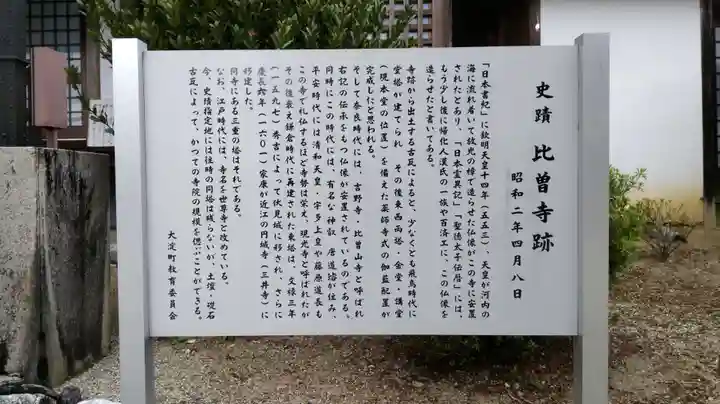 史蹟 比曽寺跡
昭和二年四月八日
「日本書紀」に欽明天皇十四年(五五三)、天皇が河内の
海に流れ着いて放光の樟で造らせた仏像がこの寺に安置
されたとあり、「日本霊異記」「聖徳太子伝暦」には、
もう少し後に帰化人漢氏の一族や百済工に、この仏像を
造らせたと書いてある。
寺跡から出土する古瓦によると、少なくとも飛鳥時代に
堂塔が建てられ その後東西両塔・金堂・講堂
(現本堂の位置)を備えた薬師寺式の伽藍配置が
完成したと思われる。
そして奈良時代には、吉野寺、比曽山寺と呼ばれ
右記の伝承をもつ仏像が安置されているのである。
同時にこの時代には、有名な神叡、唐道璿が住み、
平安時代には清和天皇、宇多上皇や藤原道長も
この寺で礼仏するほど寺勢は栄え、現光寺と呼ばれたが
その後衰え鎌倉時代に再建された東塔は、文禄三年
(一五九七)秀吉によって伏見城に移され、さらに
慶長六年(一六〇一)家康が近江の円城寺(三井寺)に
移建した。
同寺にある三重の塔はそれである。
なお、江戸時代には、寺名を世尊寺と改めている。
今、史蹟指定地には往時の同塔は残らないが、土壇、礎石
古瓦によって、かつての寺院の規模を偲ぶことができる。
大淀町教育委員会